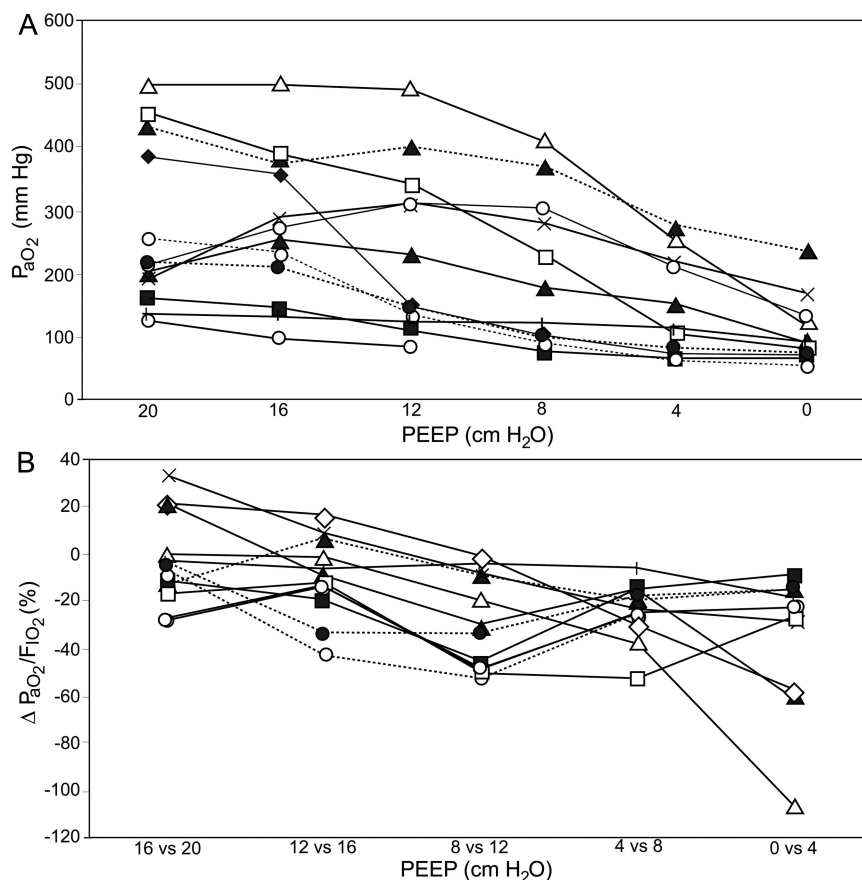 A
600
500
400
300
200
100
0
PaO2 (mm Hg)
20 16 12 8 4 0
PEEP (cm H2O)
B
40
20
0
-20
-40
-60
-80
-100
-120
Δ PaO2/FIO2 (%)
16 vs 20 12 vs 16 8 vs 12 4 vs 8 0 vs 4
PEEP (cm H2O)